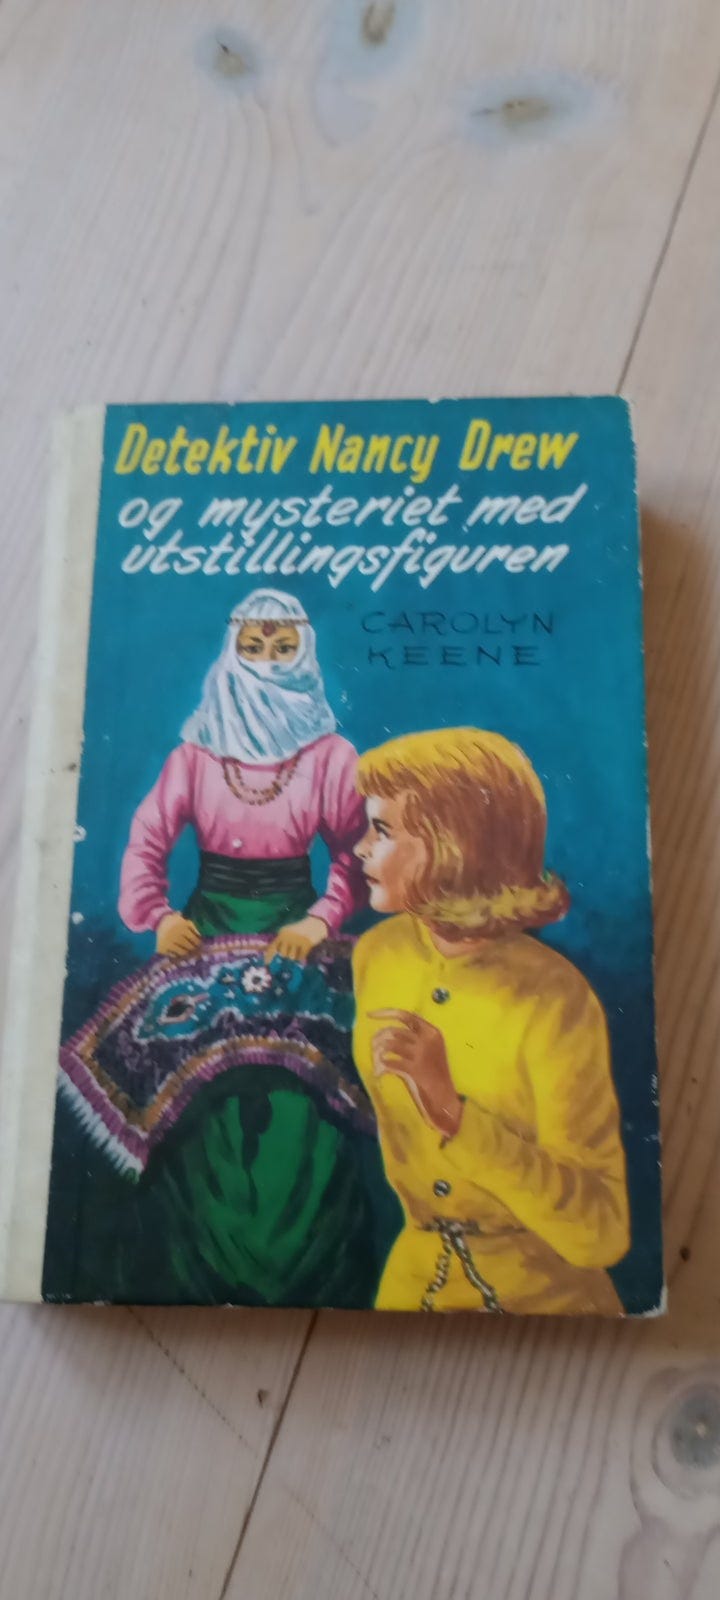 Detektiv Nancy Drew
og mysteriet med
utstillingsfiguren
CAROLYN
KEENE